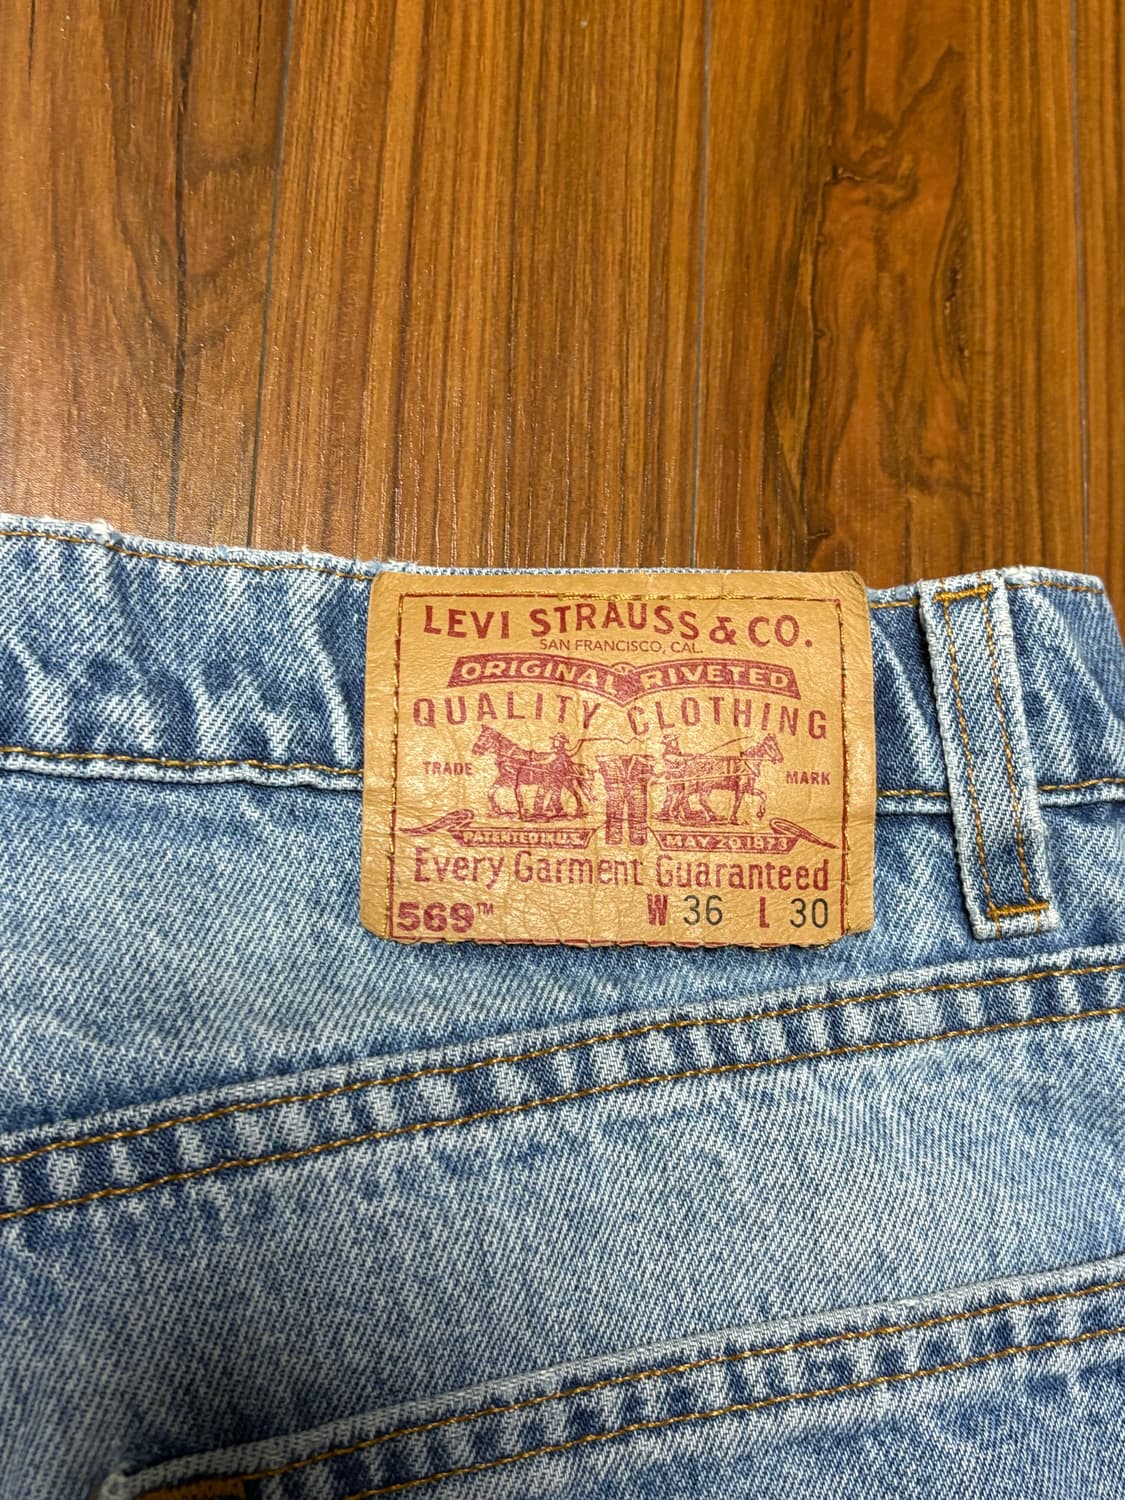 LEVI STRAUSS & CO.
SAN FRANCISCO, CAL.
ORIGINAL RIVETED
QUALITY CLOTHING
TRADE MARK
PATENTED IN U.S. MAY 20 1873
Every Garment Guaranteed
569™ W 36 L 30